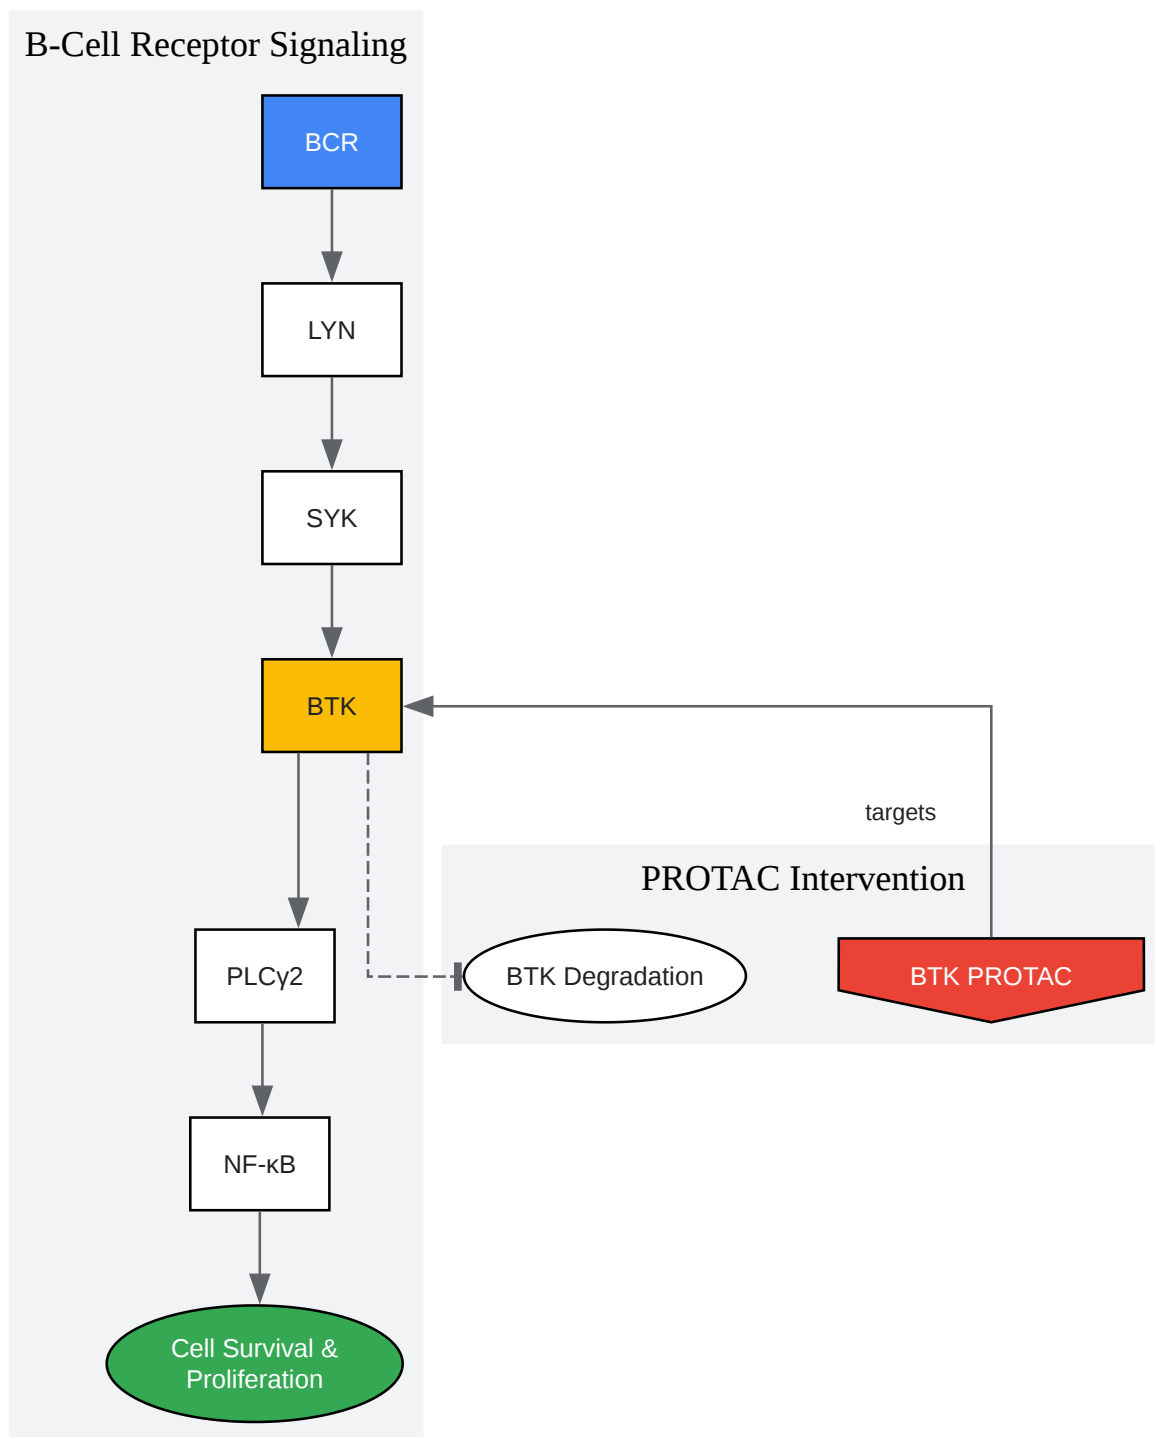 B-Cell Receptor Signaling
BCR
LYN
SYK
BTK
targets
PROTAC Intervention
PLCγ2
BTK Degradation
BTK PROTAC
NF-κB
Cell Survival &
Proliferation